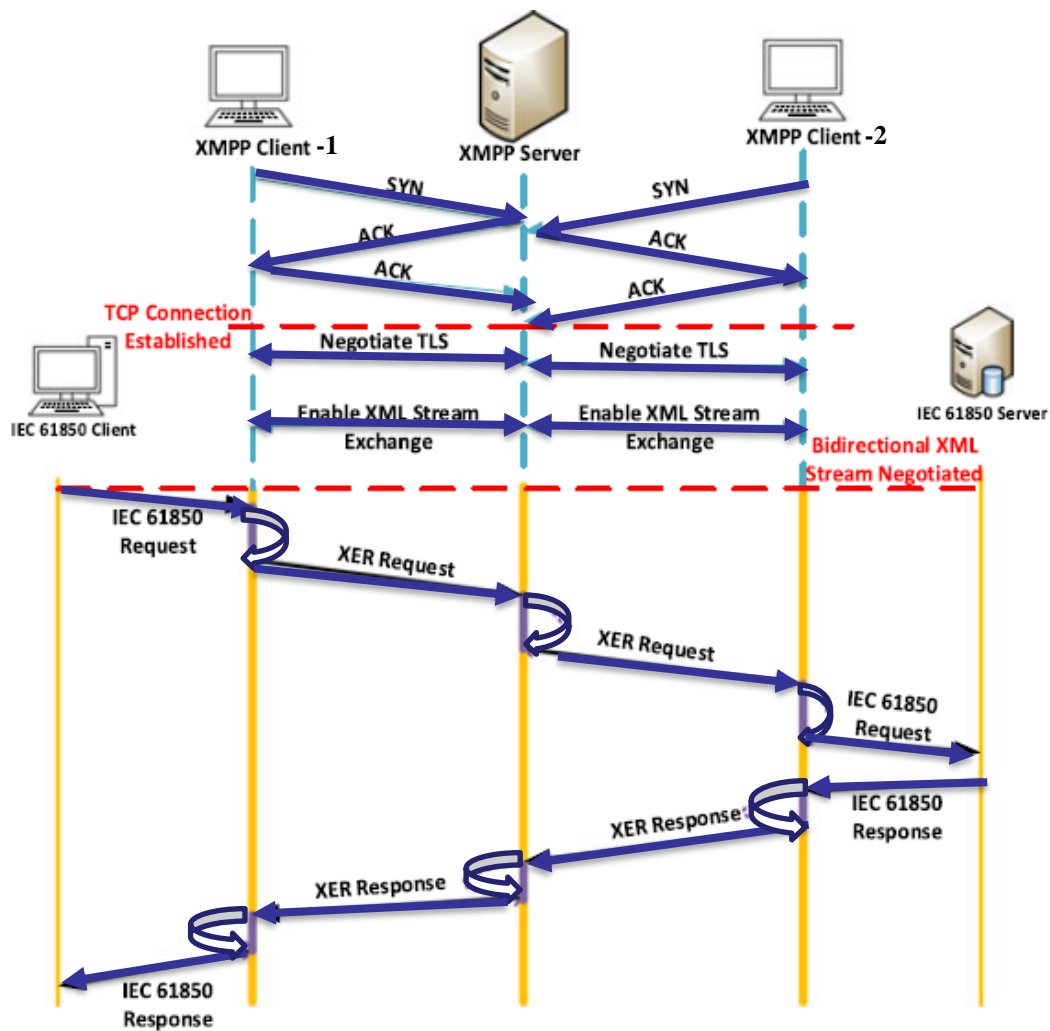 XMPP Client -1
XMPP Server
XMPP Client -2
SYN
SYN
ACK
ACK
ACK
ACK
TCP Connection
Established
Negotiate TLS
Negotiate TLS
IEC 61850 Client
IEC 61850 Server
Enable XML Stream
Exchange
Enable XML Stream
Exchange
Bidirectional XML
Stream Negotiated
IEC 61850
Request
XER Request
XER Request
IEC 61850
Request
IEC 61850
Response
XER Response
XER Response
IEC 61850
Response